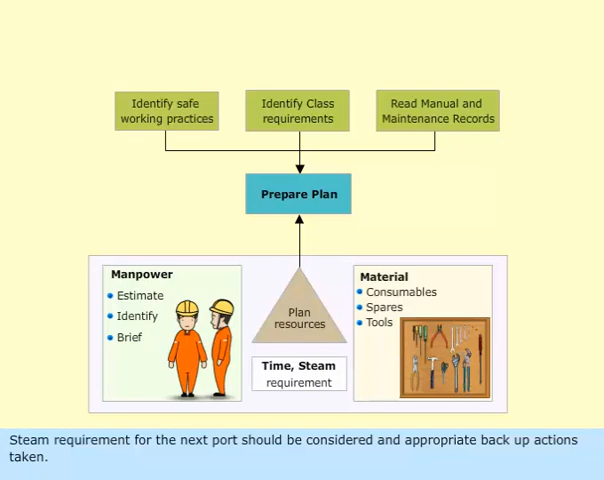 Identify safe
working practices
Identify Class
requirements
Read Manual and
Maintenance Records
Prepare Plan
Manpower
Estimate
Identify
Brief
Plan
resources
Time, Steam
requirement
Material
Consumables
Spares
Tools
Steam requirement for the next port should be considered and appropriate back up actions
taken.